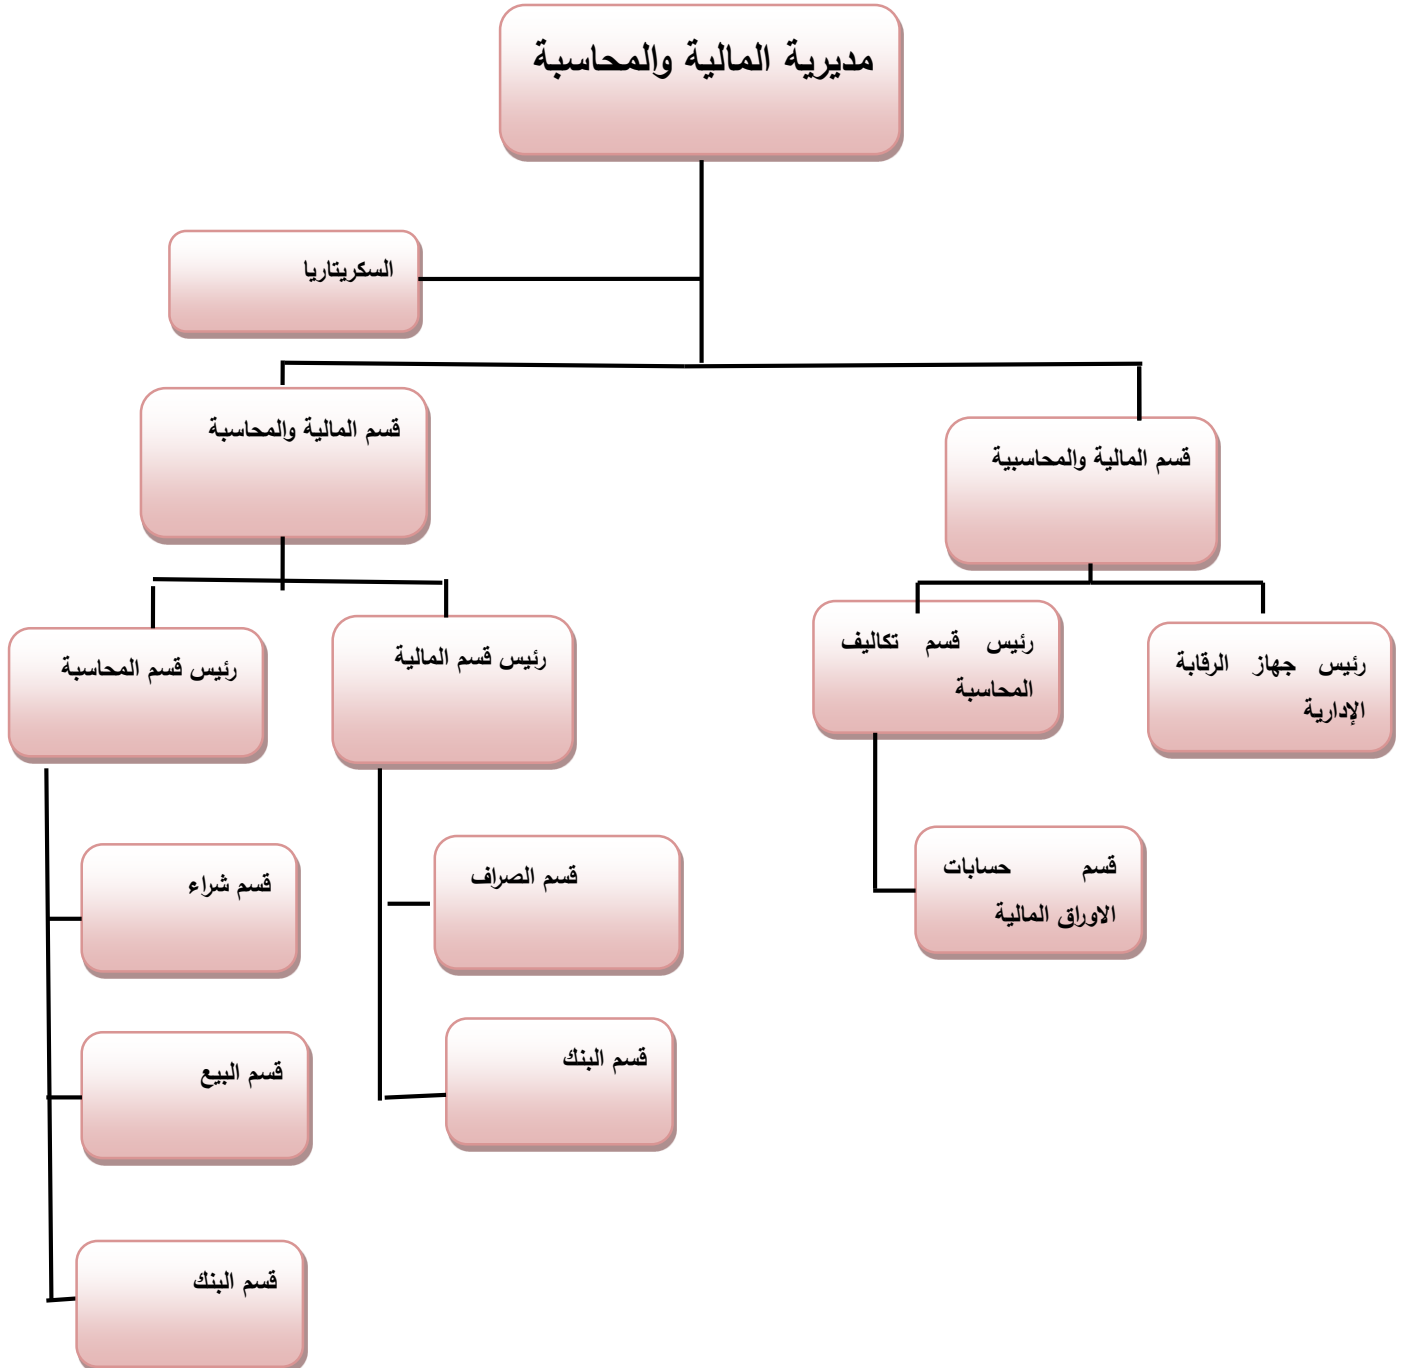 مديرية المالية والمحاسبة
السكريتاريا
قسم المالية والمحاسبة
قسم المالية والمحاسبية
رئيس جهاز الرقابة
الإدارية
رئيس قسم تكاليف
المحاسبة
رئيس قسم المالية
رئيس قسم المحاسبة
قسم حسابات
الاوراق المالية
قسم الصراف
قسم شراء
قسم البنك
قسم البيع
قسم البنك